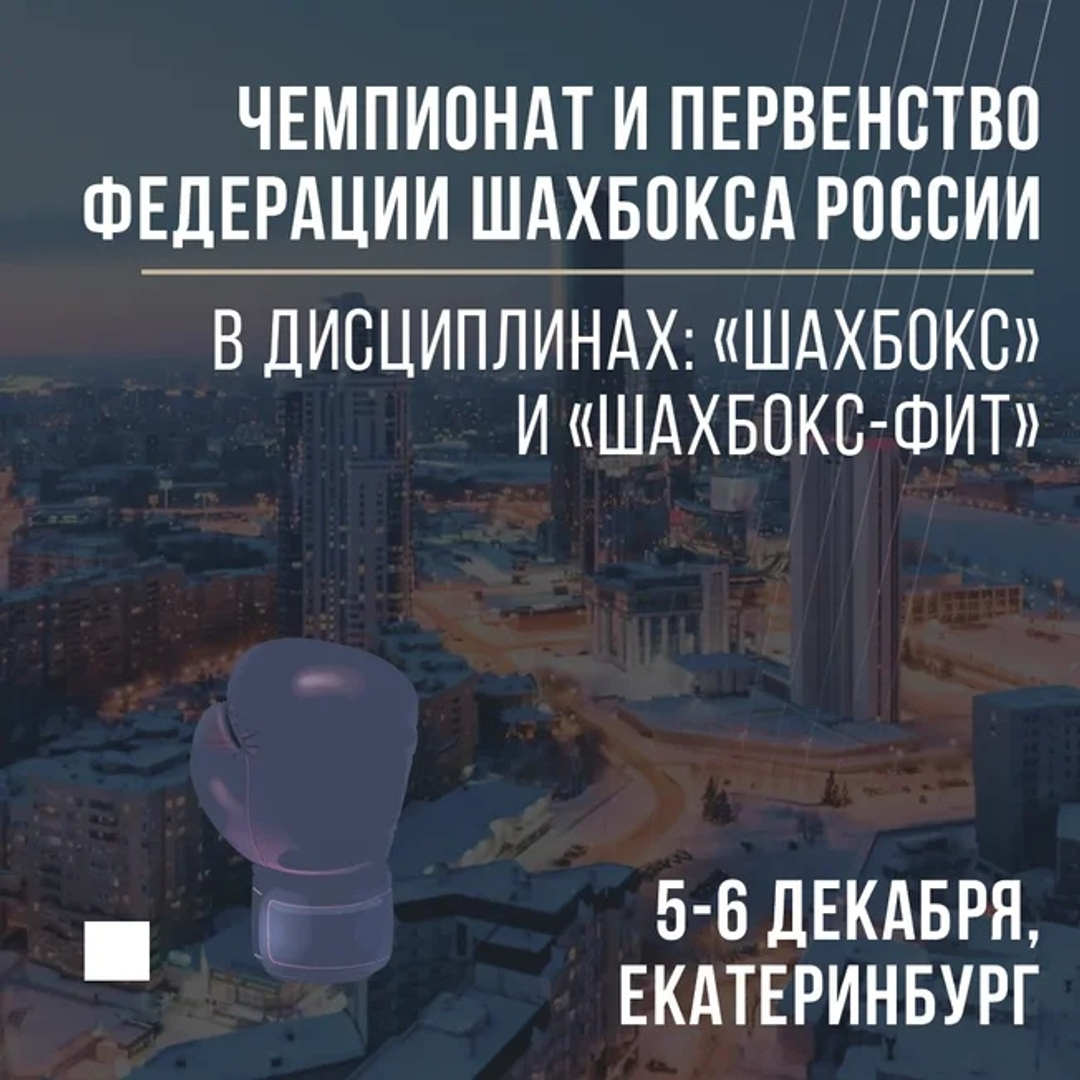 ЧЕМПИОНАТ И ПЕРВЕНСТВО
ФЕДЕРАЦИИ ШАХБОКСА РОССИИ
В ДИСЦИПЛИНАХ: «ШАХБОКС»
И «ШАХБОКС-ФИТ»
5-6 ДЕКАБРЯ,
ЕКАТЕРИНБУРГ